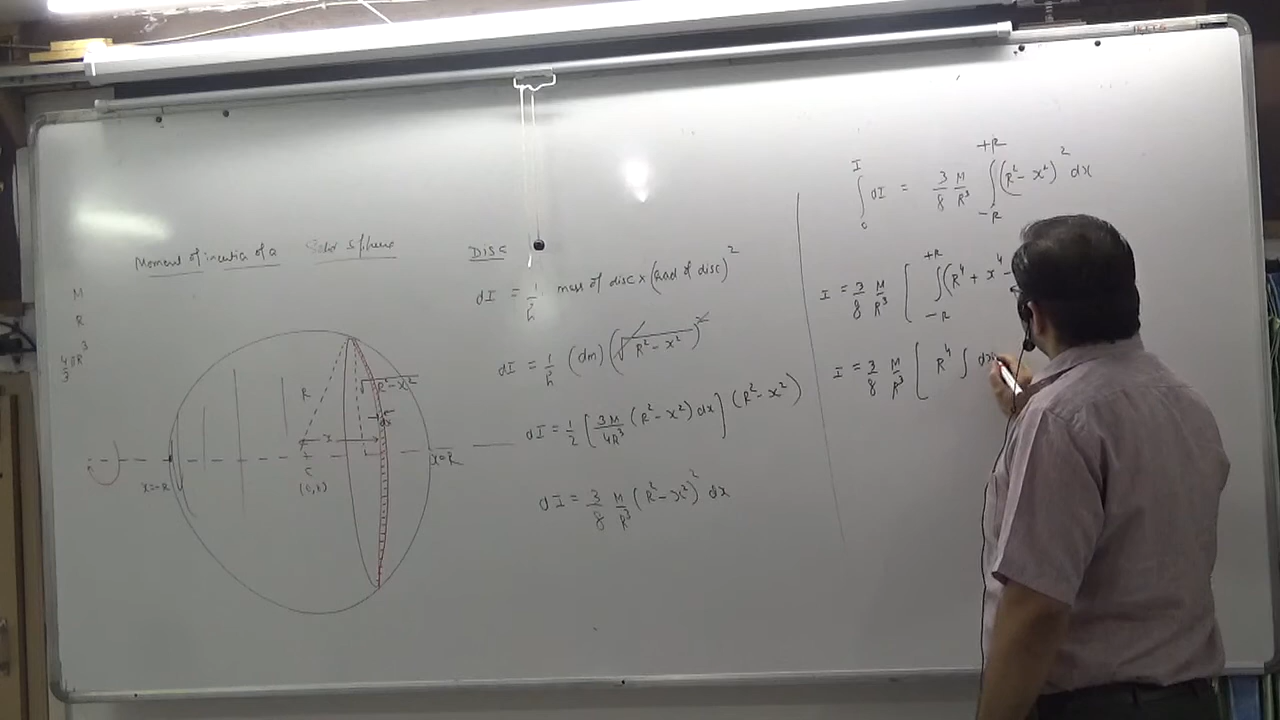 Moment of inertia of a Solid Sphere
M
R
4/3 πR³
R
√R² − x²
dx
x
C
(0,0)
x=-R
x=R
DISC
dI = 1/2 mass of disc × (Rad of disc)²
dI = 1/2 (dm) (√R² − x²)²
dI = 1/2 [3M/4R³ (R² − x²) dx] (R² − x²)
dI = 3/8 M/R³ (R² − x²)² dx
∫₀ᴵ dI = 3/8 M/R³ ∫₋ᴿ⁺ᴿ (R² − x²)² dx
I = 3/8 M/R³ [ ∫₋ᴿ⁺ᴿ (R⁴ + x⁴ −
I = 3/8 M/R³ [ R⁴ ∫ dx